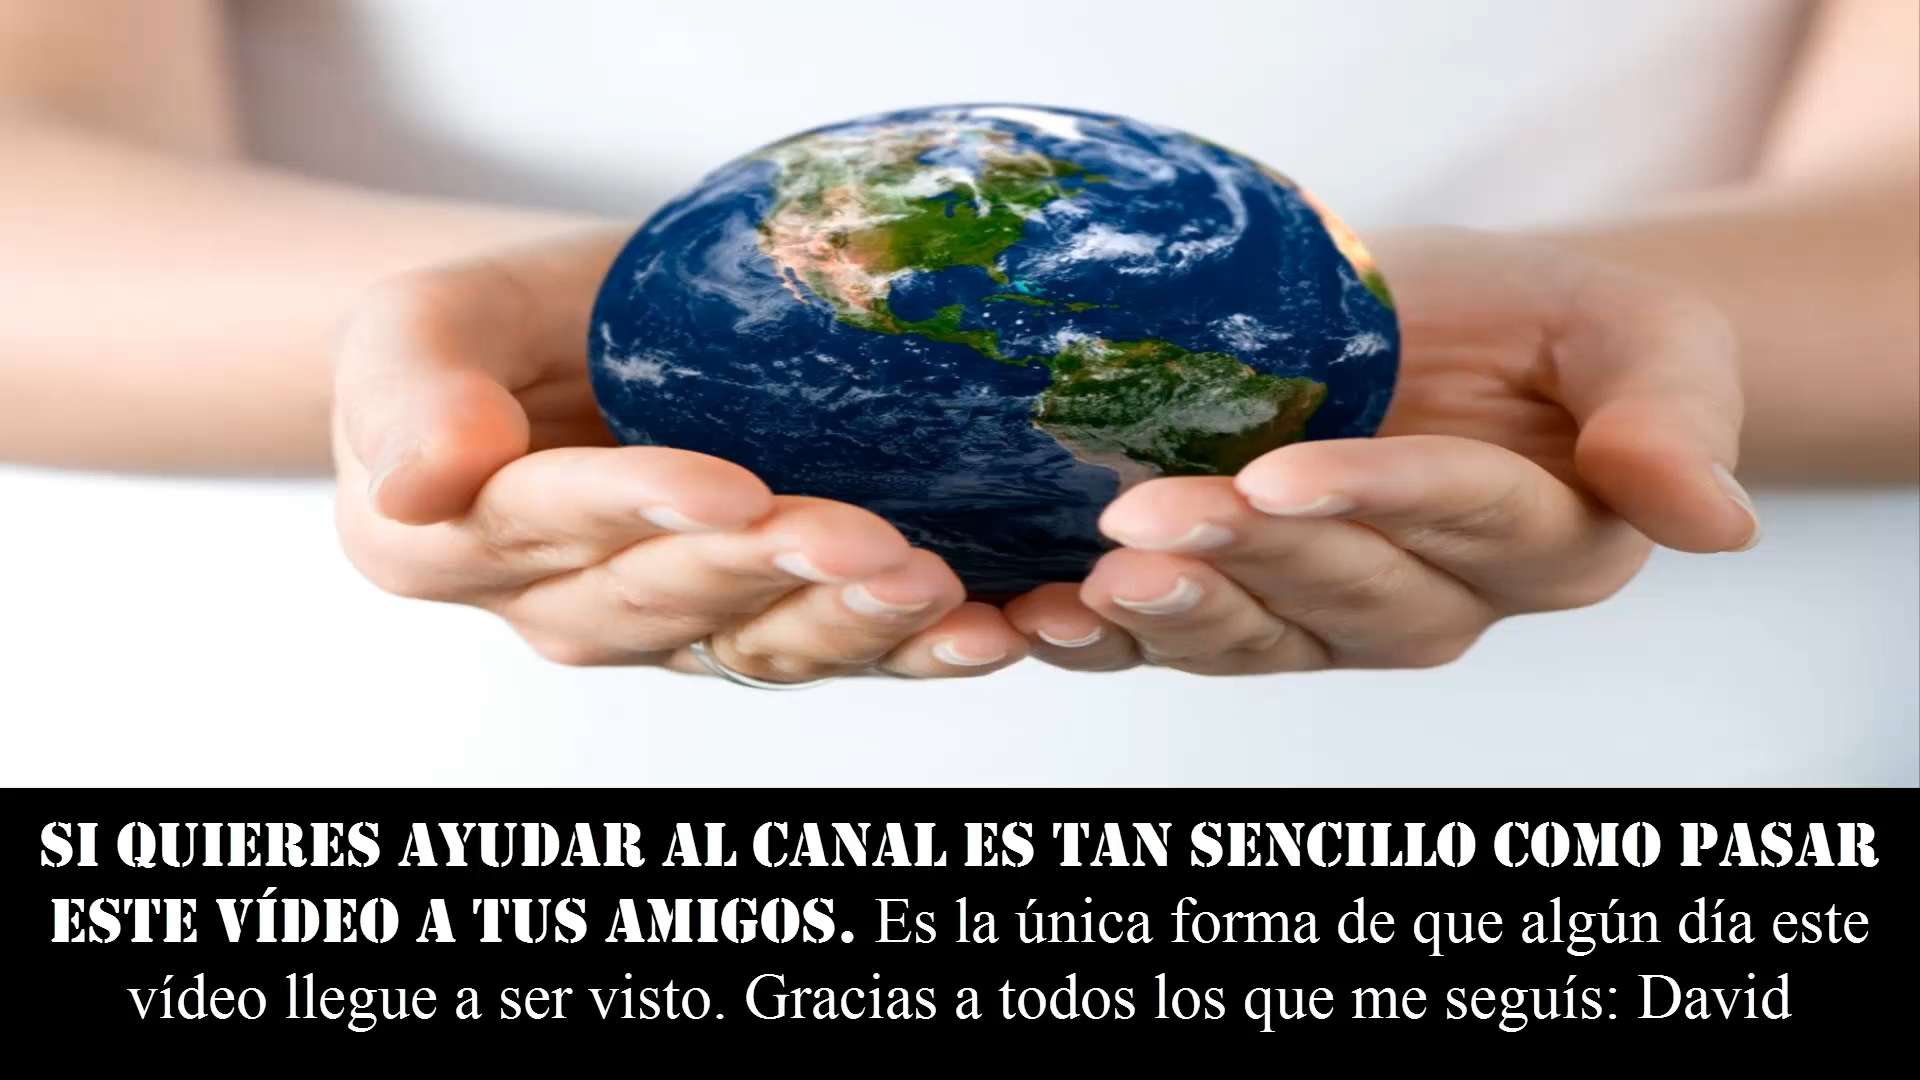 SI QUIERES AYUDAR AL CANAL ES TAN SENCILLO COMO PASAR
ESTE VÍDEO A TUS AMIGOS. Es la única forma de que algún día este
vídeo llegue a ser visto. Gracias a todos los que me seguís: David